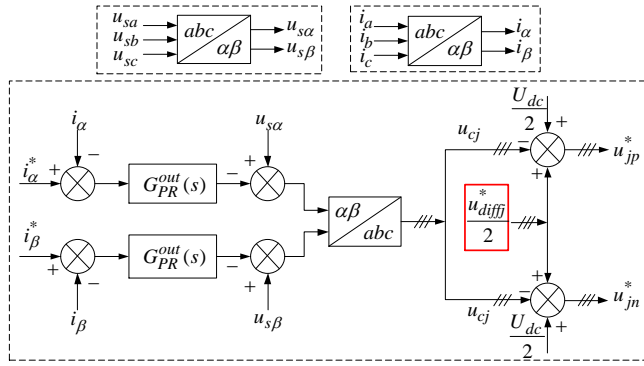 u_sa
u_sb
u_sc
abc
αβ
u_sα
u_sβ
i_a
i_b
i_c
abc
αβ
i_α
i_β
i_α
i_α^*
+
−
G_PR^out(s)
−
+
u_sα
i_β^*
+
−
i_β
G_PR^out(s)
−
+
u_sβ
αβ
abc
u_cj
−
U_dc
2
+
+
u_jp^*
u_diffj^*
2
u_cj
−
+
+
U_dc
2
u_jn^*